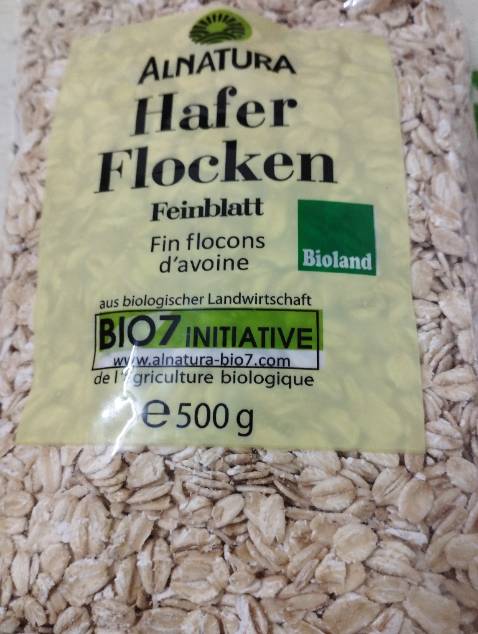 ALNATURA
Hafer
Flocken
Feinblatt
Fin flocons
d'avoine
Bioland
aus biologischer Landwirtschaft
BIO7 INITIATIVE
www.alnatura-bio7.com
de l'agriculture biologique
℮ 500 g